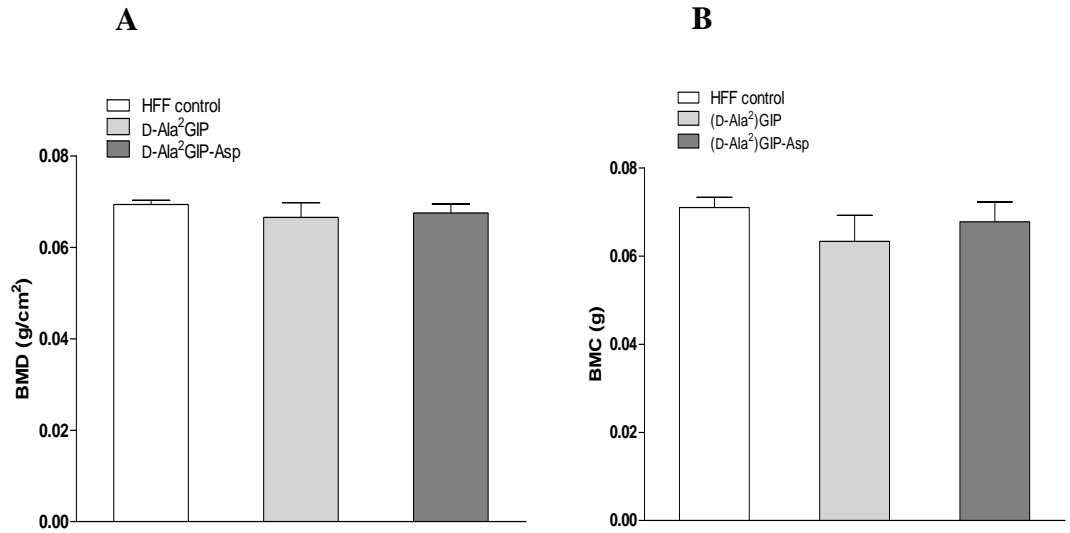 A
HFF control
D-Ala²GIP
D-Ala²GIP-Asp
0.08
0.06
0.04
0.02
0.00
BMD (g/cm²)
B
HFF control
(D-Ala²)GIP
(D-Ala²)GIP-Asp
0.08
0.06
0.04
0.02
0.00
BMC (g)